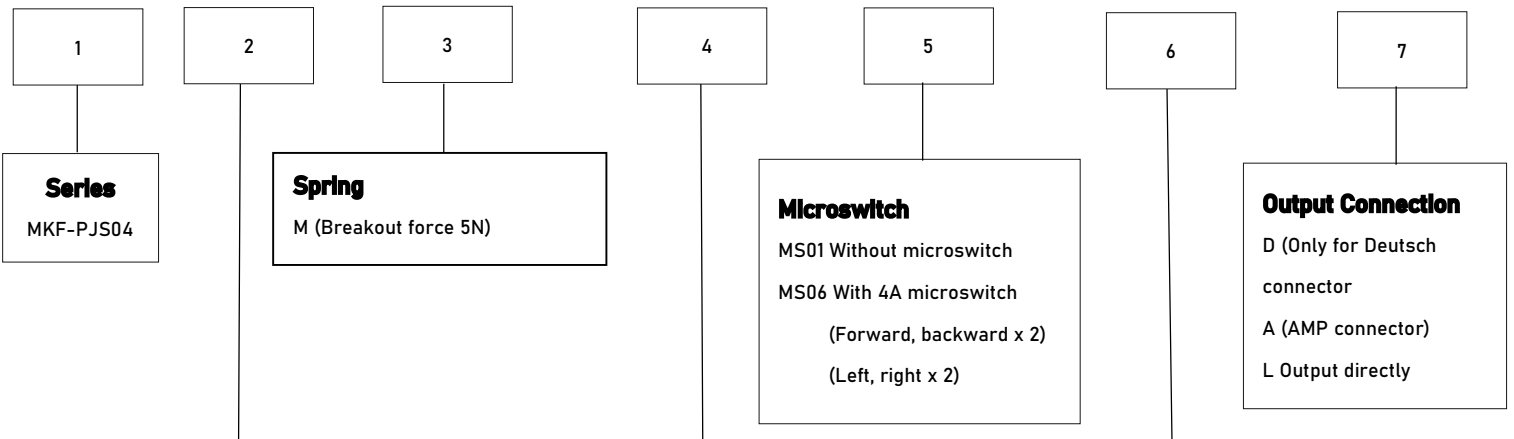 1
2
3
4
5
6
7
Series
MKF-PJS04
Spring
M (Breakout force 5N)
Microswitch
MS01 Without microswitch
MS06 With 4A microswitch
(Forward, backward x 2)
(Left, right x 2)
Output Connection
D (Only for Deutsch
connector
A (AMP connector)
L Output directly